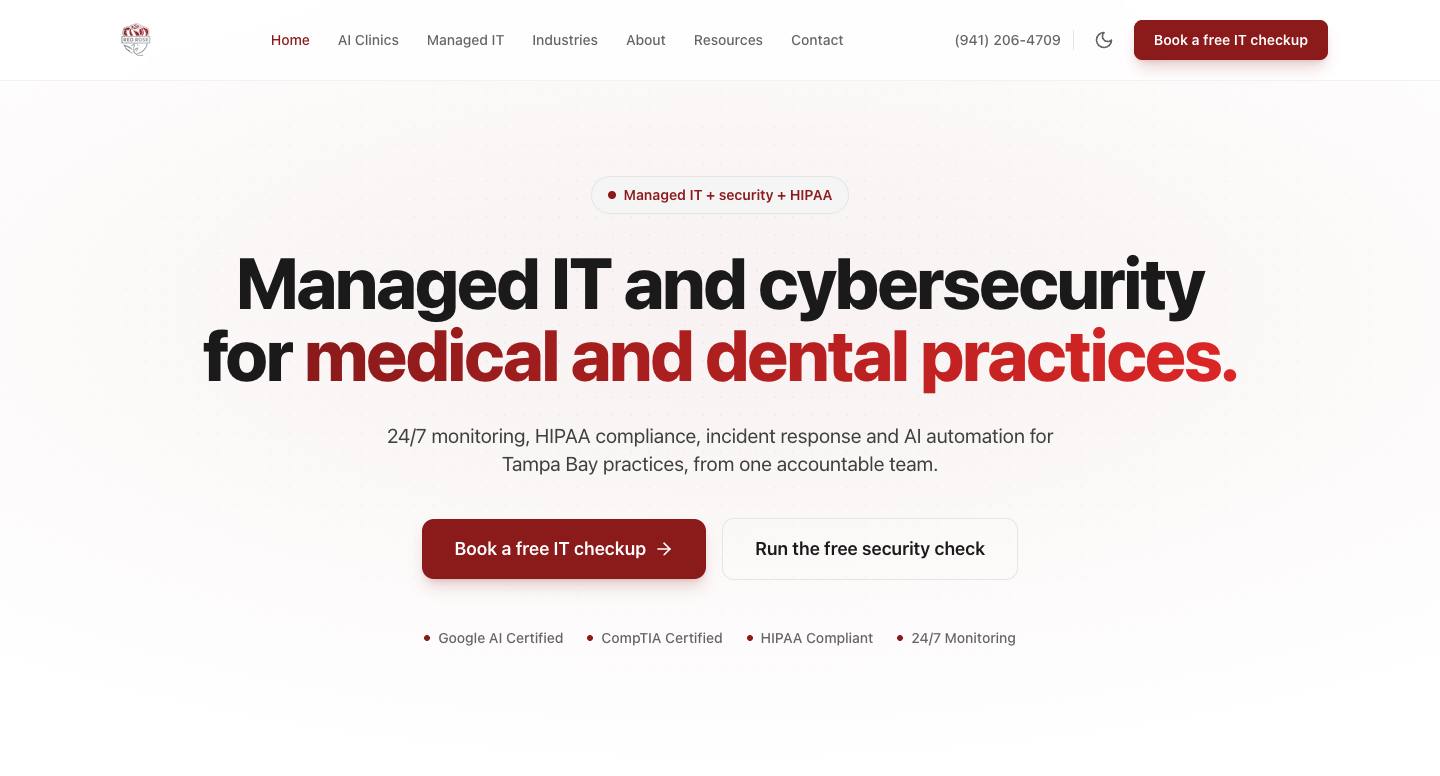 RED ROSE
Home
AI Clinics
Managed IT
Industries
About
Resources
Contact
(941) 206-4709
Book a free IT checkup
Managed IT + security + HIPAA
Managed IT and cybersecurity
for medical and dental practices.
24/7 monitoring, HIPAA compliance, incident response and AI automation for
Tampa Bay practices, from one accountable team.
Book a free IT checkup
Run the free security check
Google AI Certified
CompTIA Certified
HIPAA Compliant
24/7 Monitoring